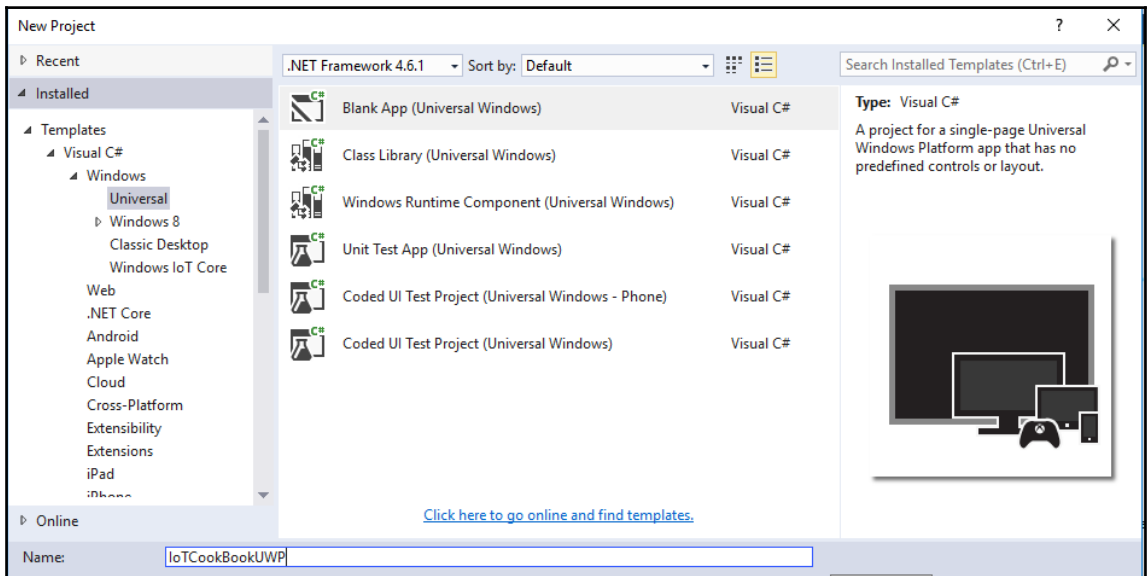 New Project
? ×
Recent
.NET Framework 4.6.1
Sort by: Default
Search Installed Templates (Ctrl+E)
Installed
Templates
Visual C#
Windows
Universal
Windows 8
Classic Desktop
Windows IoT Core
Web
.NET Core
Android
Apple Watch
Cloud
Cross-Platform
Extensibility
Extensions
iPad
iPhone
Online
C# Blank App (Universal Windows) Visual C#
C# Class Library (Universal Windows) Visual C#
C# Windows Runtime Component (Universal Windows) Visual C#
C# Unit Test App (Universal Windows) Visual C#
C# Coded UI Test Project (Universal Windows - Phone) Visual C#
C# Coded UI Test Project (Universal Windows) Visual C#
Click here to go online and find templates.
Type: Visual C#
A project for a single-page Universal
Windows Platform app that has no
predefined controls or layout.
Name: IoTCookBookUWP